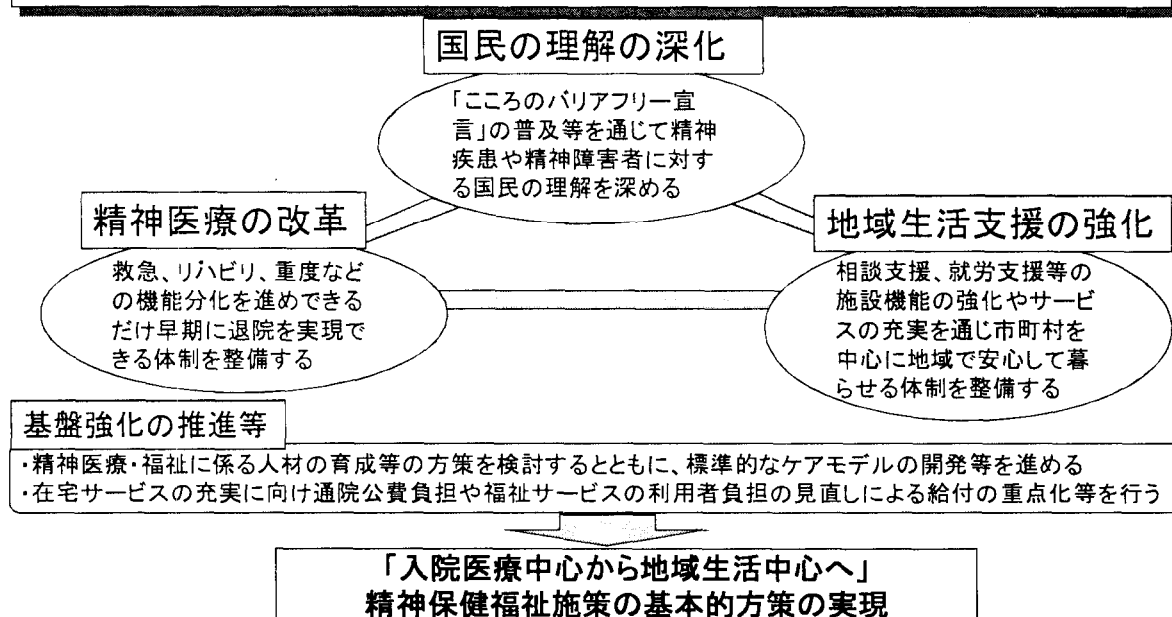 国民の理解の深化
「こころのバリアフリー宣
言」の普及等を通じて精神
疾患や精神障害者に対す
る国民の理解を深める
精神医療の改革
救急、リハビリ、重度など
の機能分化を進めできる
だけ早期に退院を実現で
きる体制を整備する
地域生活支援の強化
相談支援、就労支援等の
施設機能の強化やサービ
スの充実を通じ市町村を
中心に地域で安心して暮
らせる体制を整備する
基盤強化の推進等
・精神医療・福祉に係る人材の育成等の方策を検討するとともに、標準的なケアモデルの開発等を進める
・在宅サービスの充実に向け通院公費負担や福祉サービスの利用者負担の見直しによる給付の重点化等を行う
「入院医療中心から地域生活中心へ」
精神保健福祉施策の基本的方策の実現